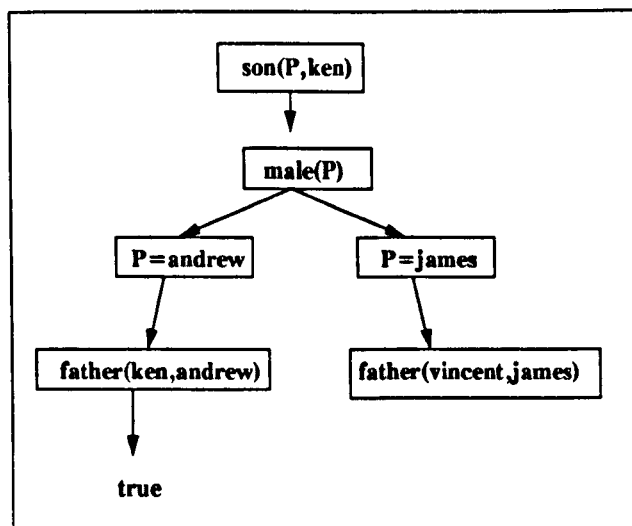 son(P,ken)
male(P)
P=andrew
P=james
father(ken,andrew)
father(vincent,james)
true